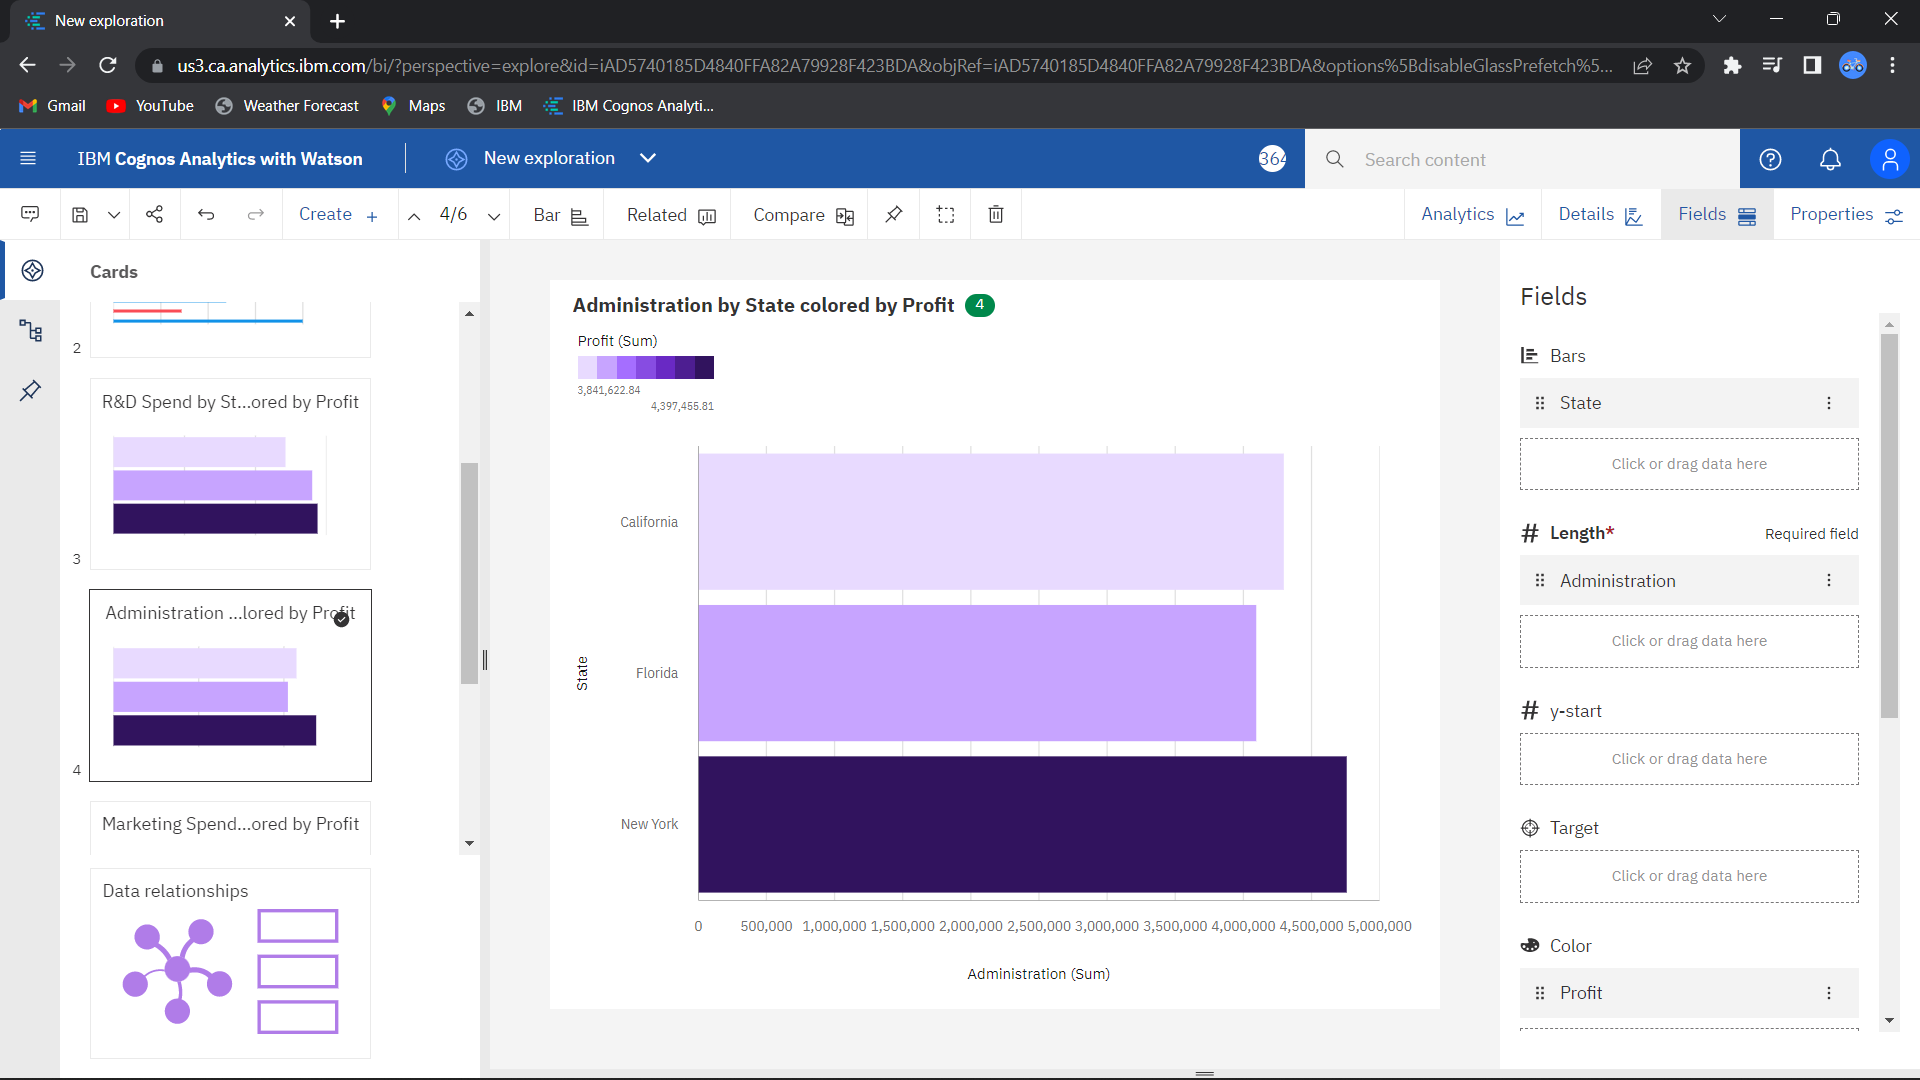 New exploration
us3.ca.analytics.ibm.com/bi/?perspective=explore&id=iAD5740185D4840FFA82A79928F423BDA&objRef=iAD5740185D4840FFA82A79928F423BDA&options%5BdisableGlassPrefetch%5...
Gmail YouTube Weather Forecast Maps IBM IBM Cognos Analyti...
IBM Cognos Analytics with Watson New exploration 364 Search content
Create 4/6 Bar Related Compare Analytics Details Fields Properties
Cards
2
R&D Spend by St...ored by Profit
3
Administration ...lored by Profit
4
Marketing Spend...ored by Profit
Data relationships
Administration by State colored by Profit 4
Profit (Sum)
3,841,622.84
4,397,455.81
California
Florida
New York
State
0 500,000 1,000,000 1,500,000 2,000,000 2,500,000 3,000,000 3,500,000 4,000,000 4,500,000 5,000,000
Administration (Sum)
Fields
Bars
State
Click or drag data here
Length* Required field
Administration
Click or drag data here
y-start
Click or drag data here
Target
Click or drag data here
Color
Profit